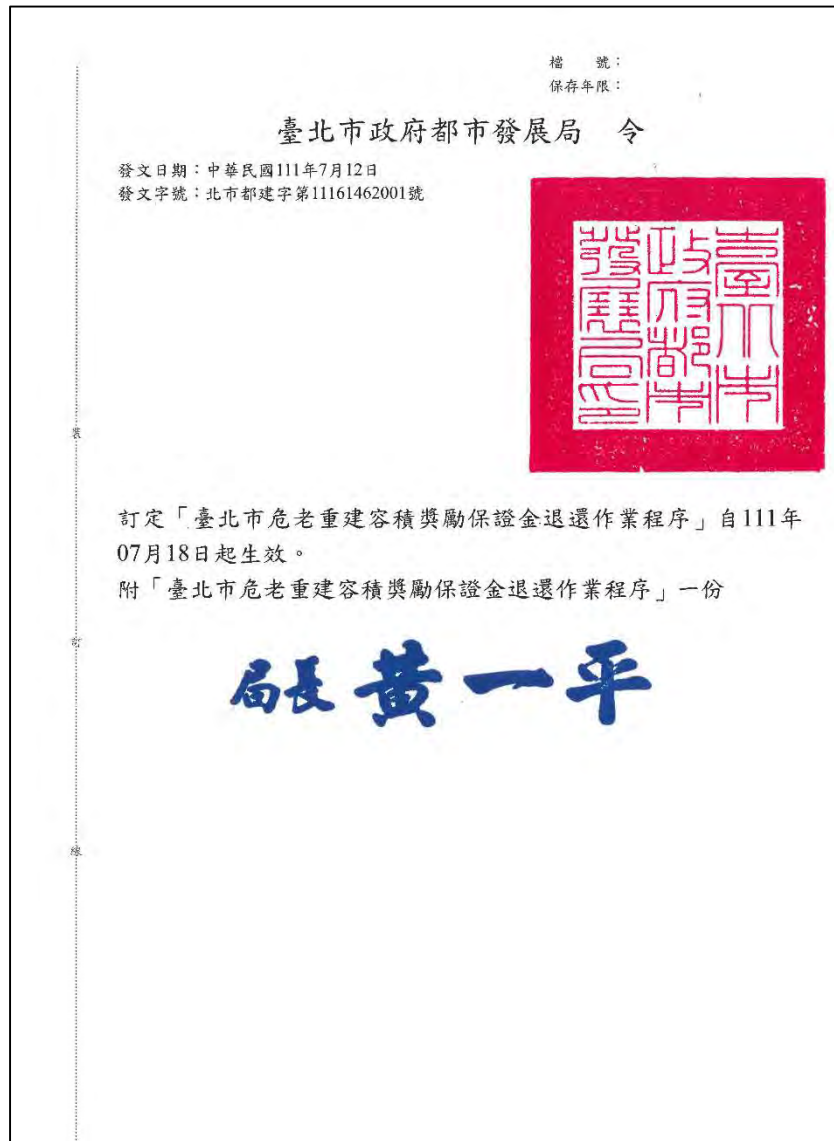 檔　號：
保存年限：
臺北市政府都市發展局　令
發文日期：中華民國111年7月12日
發文字號：北市都建字第11161462001號
臺北市
政府都市
發展局印
訂定「臺北市危老重建容積獎勵保證金退還作業程序」自111年
07月18日起生效。
附「臺北市危老重建容積獎勵保證金退還作業程序」一份
局長 黃一平
裝
訂
線